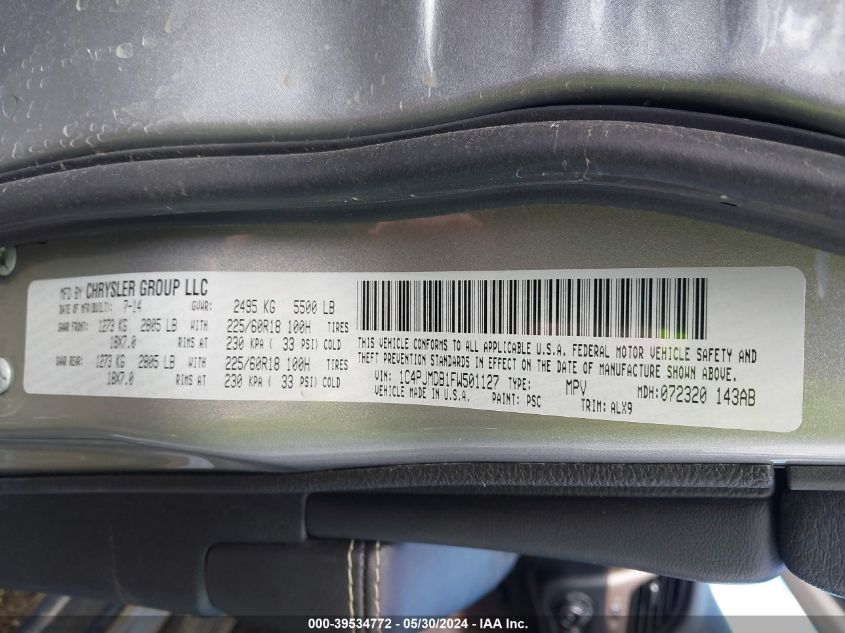 MFD BY CHRYSLER GROUP LLC
DATE OF MFR(BUILT): 7-14 GVWR: 2495 KG 5500 LB
GAWR FRONT: 1273 KG 2805 LB WITH 225/60R18 100H TIRES
18X7.0 RIMS AT 230 KPA ( 33 PSI) COLD
GAWR REAR: 1273 KG 2805 LB WITH 225/60R18 100H TIRES
18X7.0 RIMS AT 230 KPA ( 33 PSI) COLD
THIS VEHICLE CONFORMS TO ALL APPLICABLE U.S.A. FEDERAL MOTOR VEHICLE SAFETY AND
THEFT PREVENTION STANDARDS IN EFFECT ON THE DATE OF MANUFACTURE SHOWN ABOVE.
VIN: 1C4PJMDB1FW501127 TYPE: MPV MDH:072320 143AB
VEHICLE MADE IN U.S.A. PAINT: PSC TRIM: ALX9
000-39534772 - 05/30/2024 - IAA Inc.